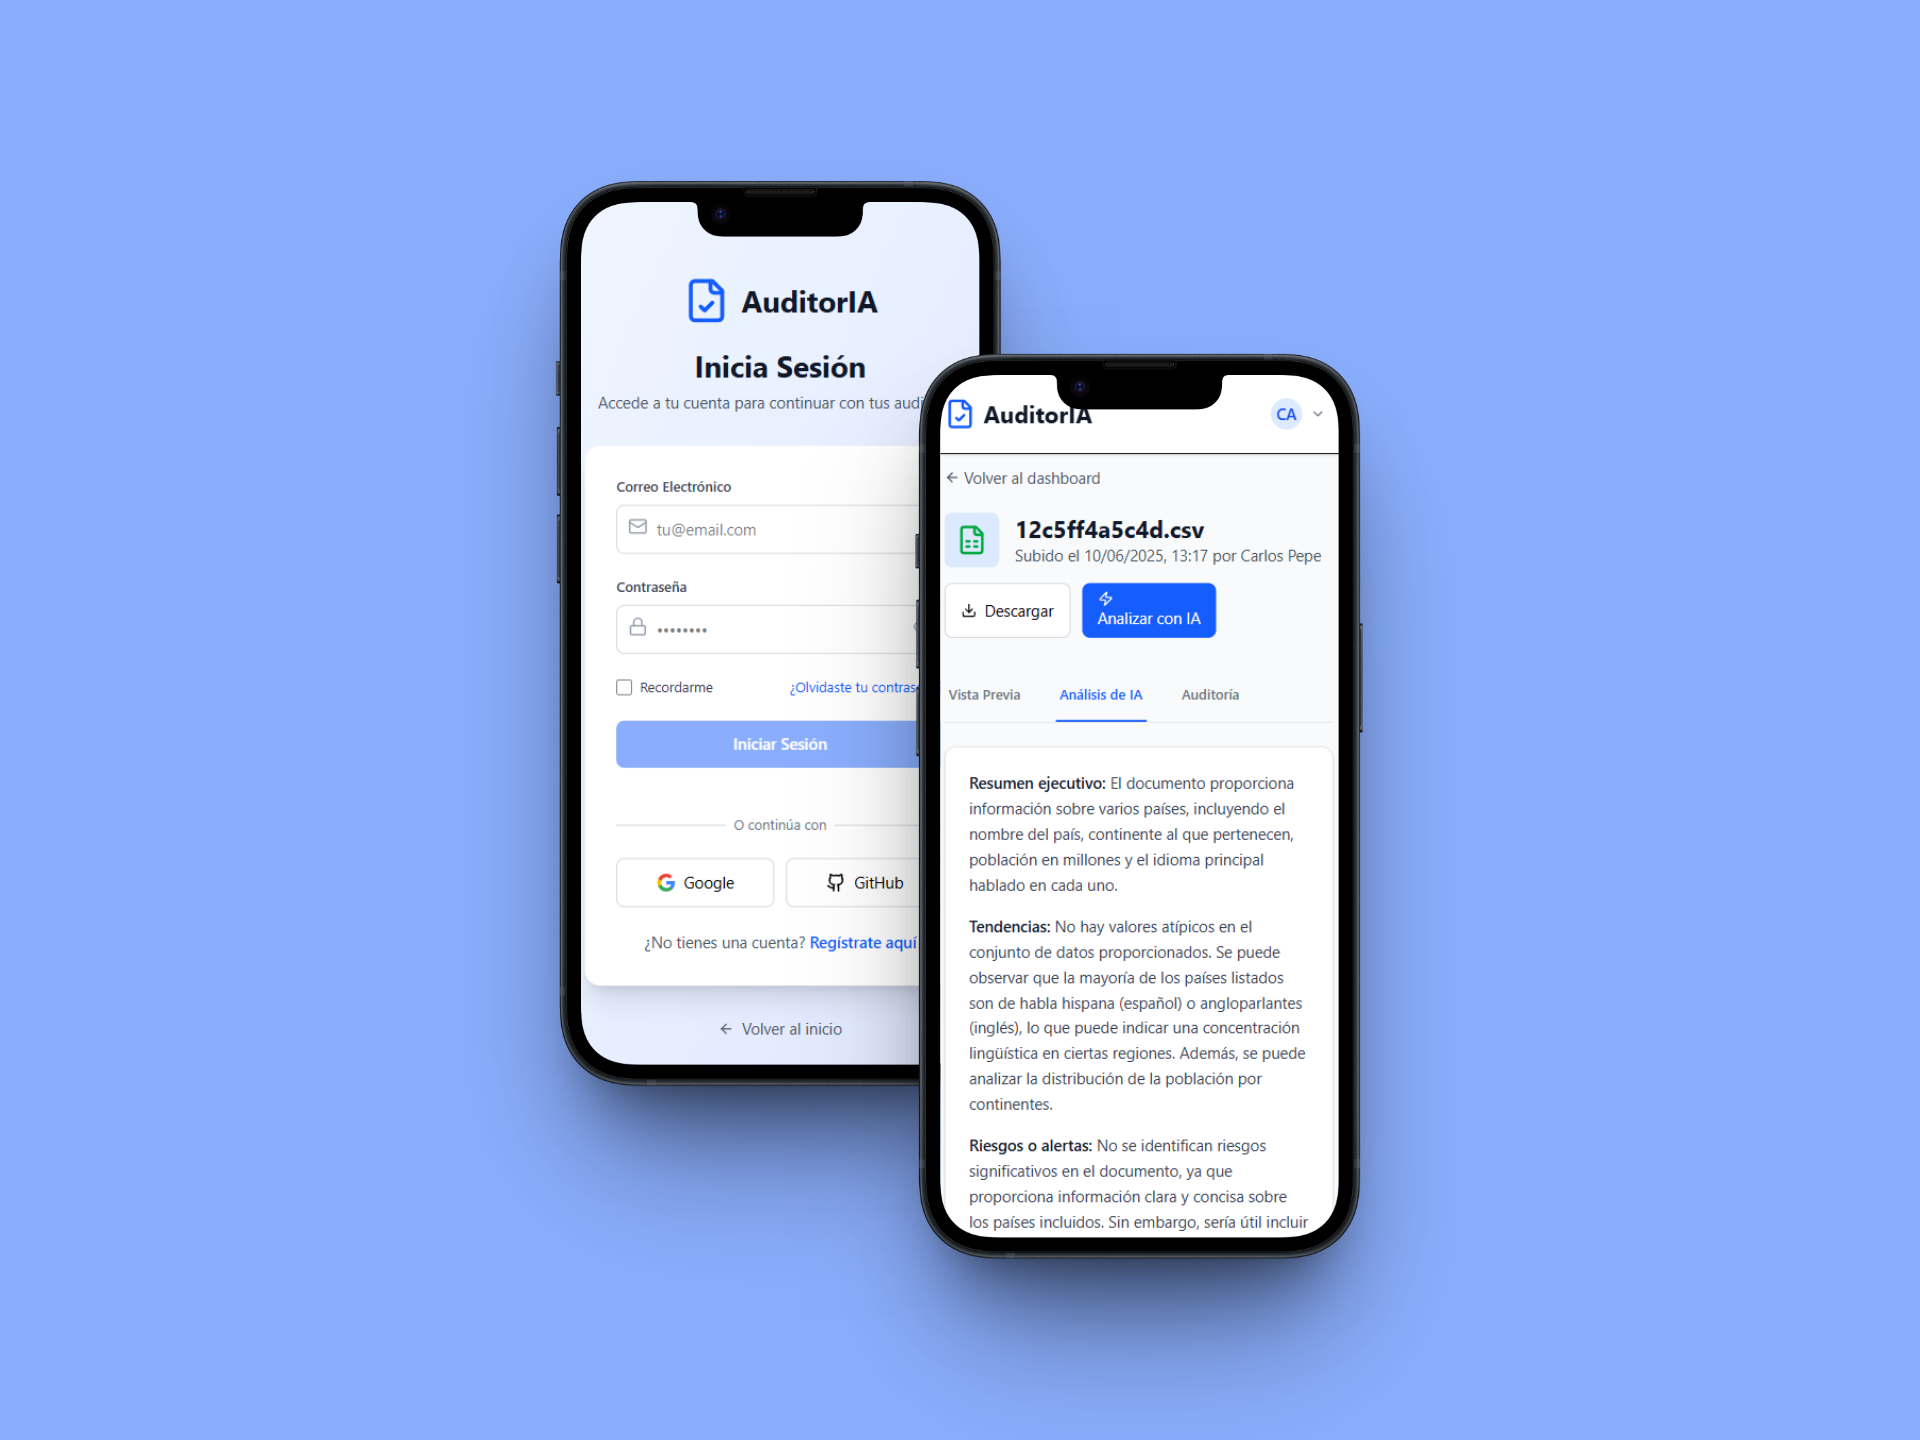 AuditorIA
Inicia Sesión
Accede a tu cuenta para continuar con tus
Correo Electrónico
tu@email.com
Contraseña
••••••••
Recordarme
¿Olvidaste tu
Iniciar Sesión
O continúa con
Google
GitHub
¿No tienes una cuenta? Regístrate aquí
← Volver al inicio
AuditorIA
CA
← Volver al dashboard
12c5ff4a5c4d.csv
Subido el 10/06/2025, 13:17 por Carlos Pepe
Descargar
Analizar con IA
Vista Previa
Análisis de IA
Auditoría
Resumen ejecutivo: El documento proporciona
información sobre varios países, incluyendo el
nombre del país, continente al que pertenecen,
población en millones y el idioma principal
hablado en cada uno.
Tendencias: No hay valores atípicos en el
conjunto de datos proporcionados. Se puede
observar que la mayoría de los países listados
son de habla hispana (español) o angloparlantes
(inglés), lo que puede indicar una concentración
lingüística en ciertas regiones. Además, se puede
analizar la distribución de la población por
continentes.
Riesgos o alertas: No se identifican riesgos
significativos en el documento, ya que
proporciona información clara y concisa sobre
los países incluidos. Sin embargo, sería útil incluir